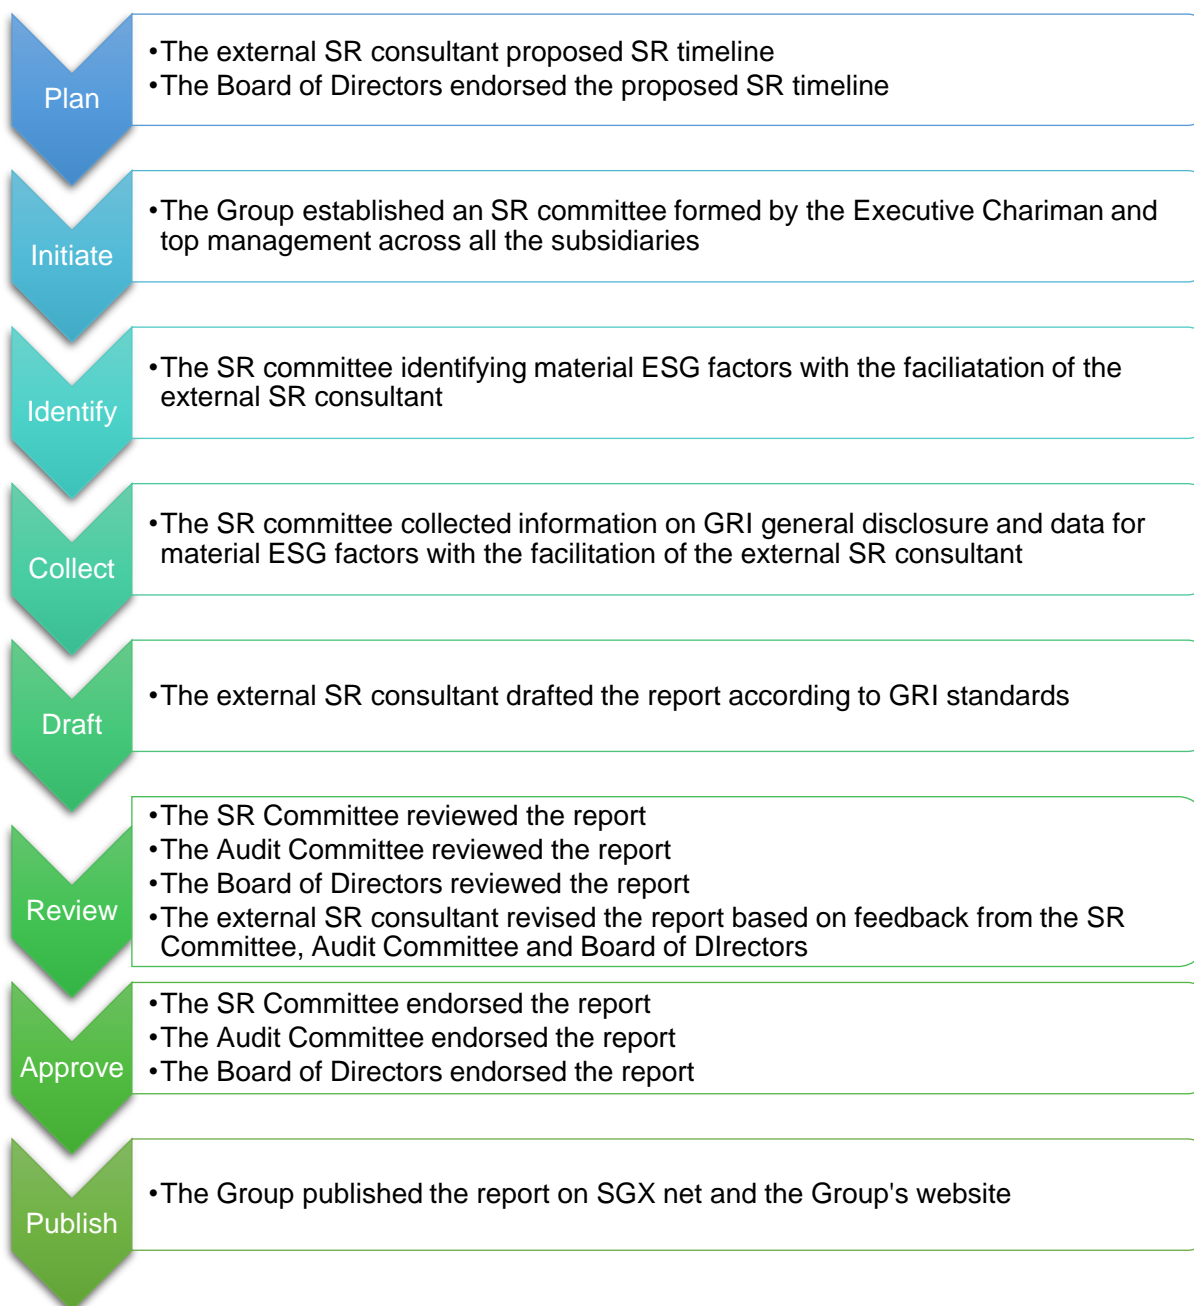 Plan
•The external SR consultant proposed SR timeline
•The Board of Directors endorsed the proposed SR timeline
Initiate
•The Group established an SR committee formed by the Executive Chariman and
top management across all the subsidiaries
Identify
•The SR committee identifying material ESG factors with the faciliatation of the
external SR consultant
Collect
•The SR committee collected information on GRI general disclosure and data for
material ESG factors with the facilitation of the external SR consultant
Draft
•The external SR consultant drafted the report according to GRI standards
Review
•The SR Committee reviewed the report
•The Audit Committee reviewed the report
•The Board of Directors reviewed the report
•The external SR consultant revised the report based on feedback from the SR
Committee, Audit Committee and Board of DIrectors
Approve
•The SR Committee endorsed the report
•The Audit Committee endorsed the report
•The Board of Directors endorsed the report
Publish
•The Group published the report on SGX net and the Group's website